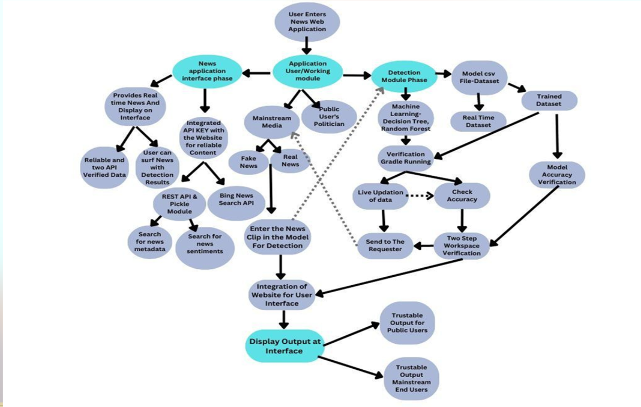 User Enters
News Web
Application
News
application
interface phase
Application
User/Working
module
Detection
Module Phase
Model csv
File-Dataset
Trained
Dataset
Provides Real
time News And
Display on
Interface
Integrated
API KEY with the
Website for
reliable
Content
Mainstream
Media
Public
User's
Politician
Machine
Learning-
Decision Tree,
Random Forest
Real Time
Dataset
Reliable and
two API
Verified Data
User can
surf News
with
Detection
Results
Fake
News
Real
News
Verification
Gradle Running
Model
Accuracy
Verification
REST API &
Pickle
Module
Bing News
Search API
Live Updation
of data
Check
Accuracy
Search
for news
metadata
Search for
news
sentiments
Enter the News
Clip in the Model
For Detection
Send to The
Requester
Two Step
Workspace
Verification
Integration of
Website for User
Interface
Display Output at
Interface
Trustable
Output for
Public Users
Trustable
Output
Mainstream
End Users